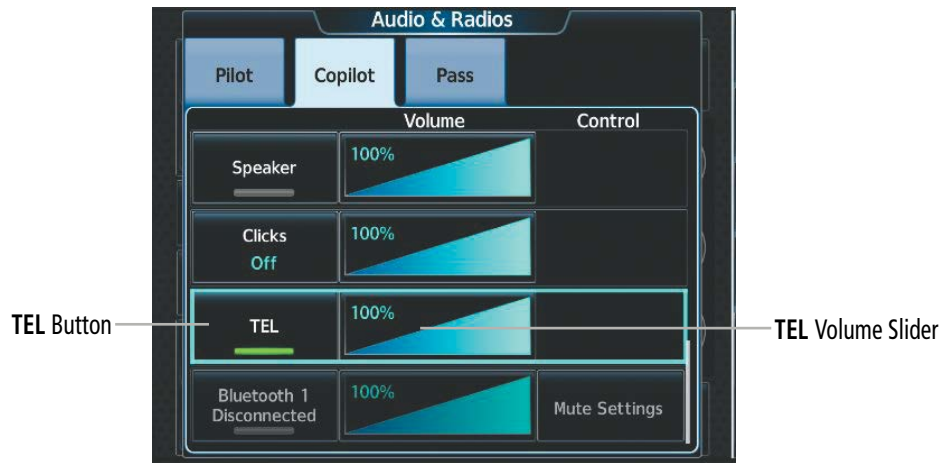 Audio & Radios
Pilot Copilot Pass
Volume Control
Speaker 100%
Clicks
Off 100%
TEL Button TEL 100% TEL Volume Slider
Bluetooth 1
Disconnected 100% Mute Settings